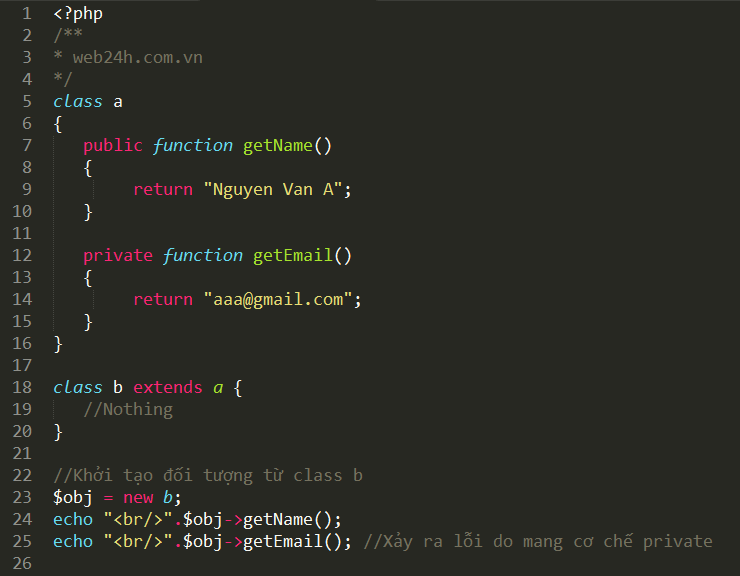 1 <?php
2 /**
3 * web24h.com.vn
4 */
5 class a
6 {
7 public function getName()
8 {
9 return "Nguyen Van A";
10 }
11
12 private function getEmail()
13 {
14 return "aaa@gmail.com";
15 }
16 }
17
18 class b extends a {
19 //Nothing
20 }
21
22 //Khởi tạo đối tượng từ class b
23 $obj = new b;
24 echo "<br/>".$obj->getName();
25 echo "<br/>".$obj->getEmail(); //Xảy ra lỗi do mang cơ chế private
26